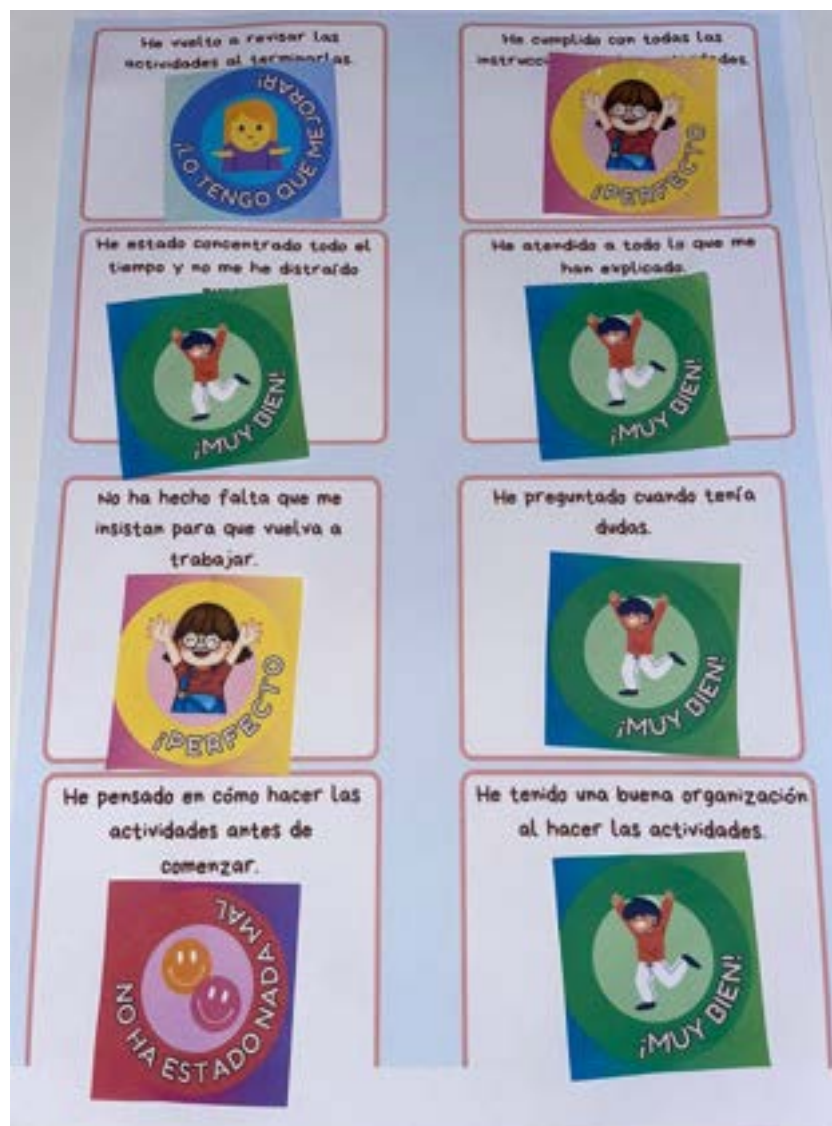 He vuelto a revisar las
actividades al terminarlas.
¡LO TENGO QUE MEJORAR!
He cumplido con todas las
¡PERFECTO
He estado concentrado todo el
tiempo y no me he distraído
¡MUY BIEN!
He atendido a todo lo que me
han explicado.
¡MUY BIEN!
No ha hecho falta que me
insistan para que vuelva a
trabajar.
¡PERFECTO
He preguntado cuando tenía
dudas.
¡MUY BIEN!
He pensado en cómo hacer las
actividades antes de
comenzar.
NO HA ESTADO NADA MAL
He tenido una buena organización
al hacer las actividades.
¡MUY BIEN!